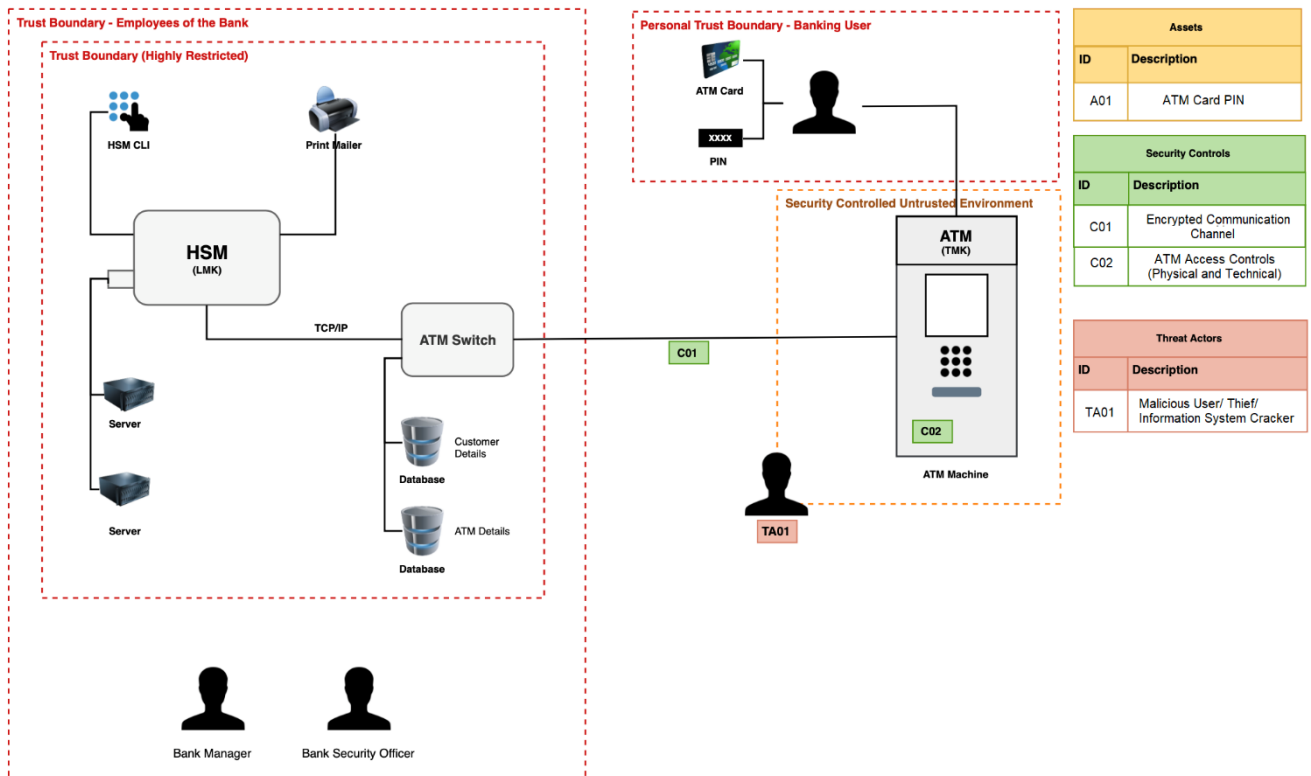 Trust Boundary - Employees of the Bank
Trust Boundary (Highly Restricted)
HSM CLI
Print Mailer
HSM
(LMK)
TCP/IP
ATM Switch
Server
Server
Customer
Details
Database
ATM Details
Database
Bank Manager
Bank Security Officer
Personal Trust Boundary - Banking User
ATM Card
XXXX
PIN
C01
Security Controlled Untrusted Environment
ATM
(TMK)
C02
ATM Machine
TA01
Assets
ID Description
A01 ATM Card PIN
Security Controls
ID Description
C01 Encrypted Communication
Channel
C02 ATM Access Controls
(Physical and Technical)
Threat Actors
ID Description
TA01 Malicious User/ Thief/
Information System Cracker